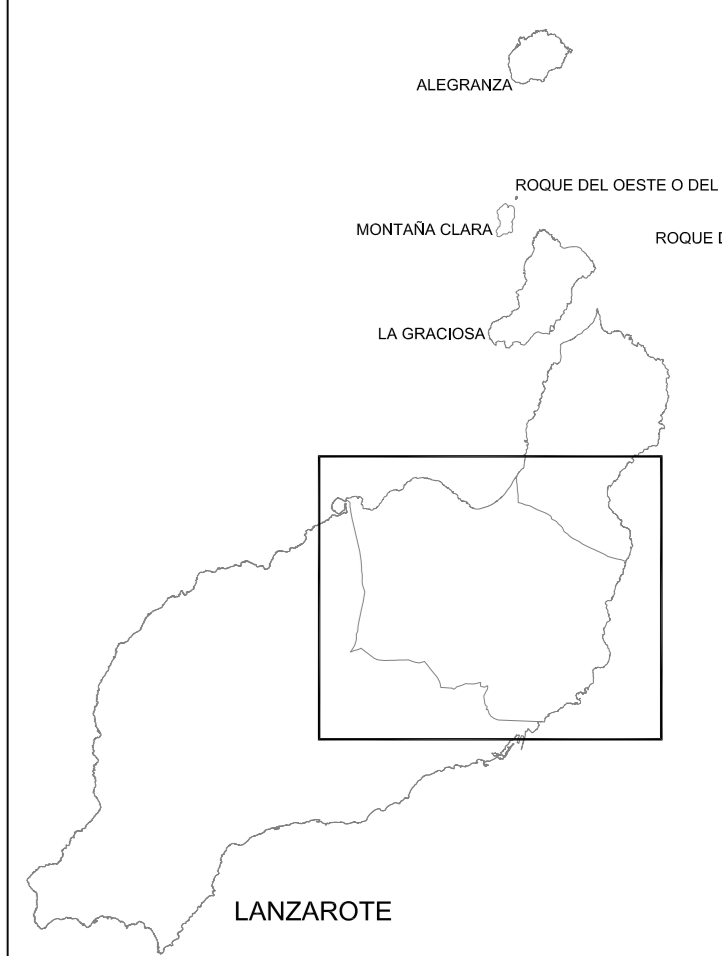 ALEGRANZA
ROQUE DEL OESTE O DEL
MONTAÑA CLARA
ROQUE
LA GRACIOSA
LANZAROTE